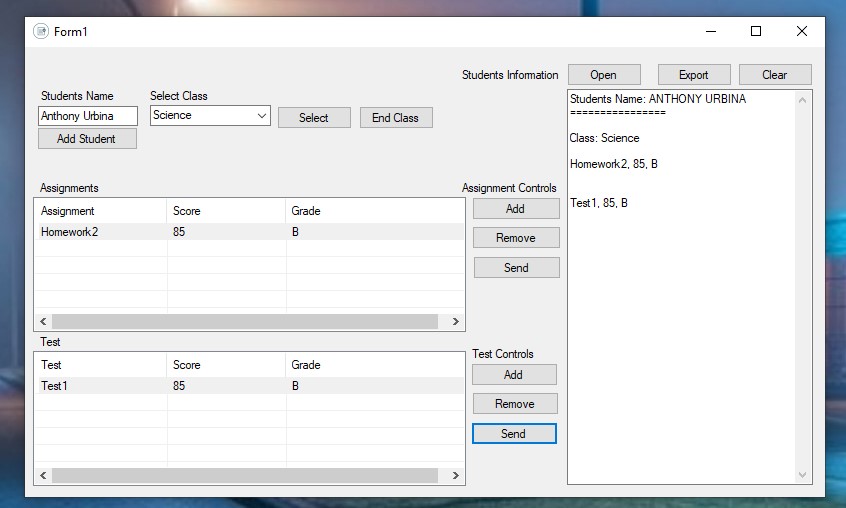 Form1
Students Information
Open
Export
Clear
Students Name
Select Class
Anthony Urbina
Science
Select
End Class
Add Student
Students Name: ANTHONY URBINA
================
Class: Science
Homework2, 85, B
Test1, 85, B
Assignments
Assignment Controls
Assignment Score Grade
Homework2 85 B
Add
Remove
Send
Test
Test Controls
Test Score Grade
Test1 85 B
Add
Remove
Send